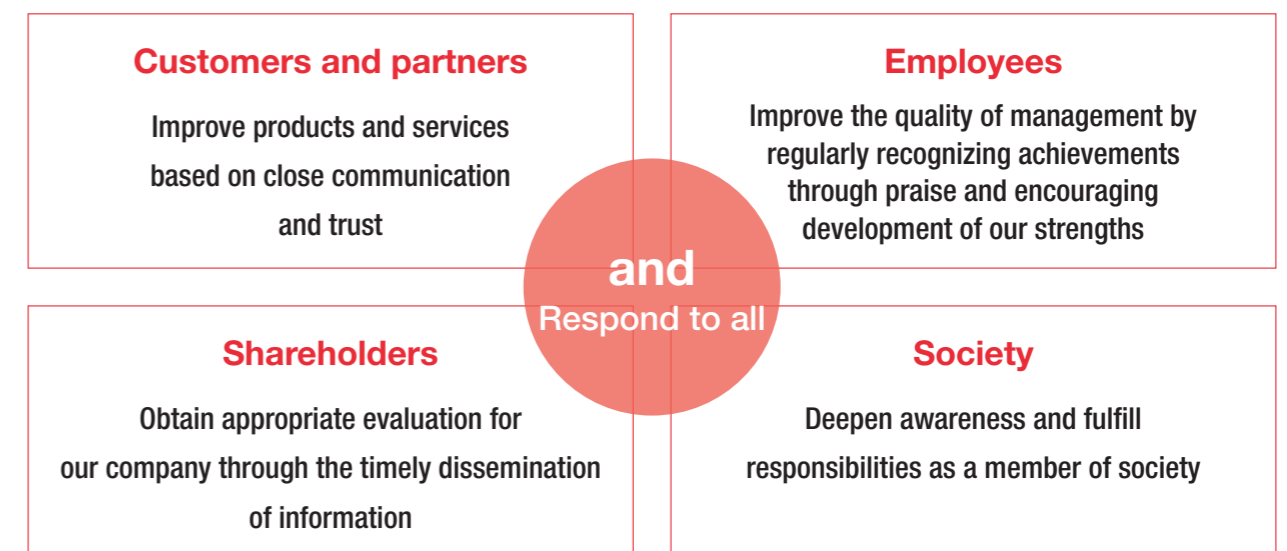 Customers and partners
Improve products and services
based on close communication
and trust
Employees
Improve the quality of management by
regularly recognizing achievements
through praise and encouraging
development of our strengths
and
Respond to all
Shareholders
Obtain appropriate evaluation for
our company through the timely dissemination
of information
Society
Deepen awareness and fulfill
responsibilities as a member of society